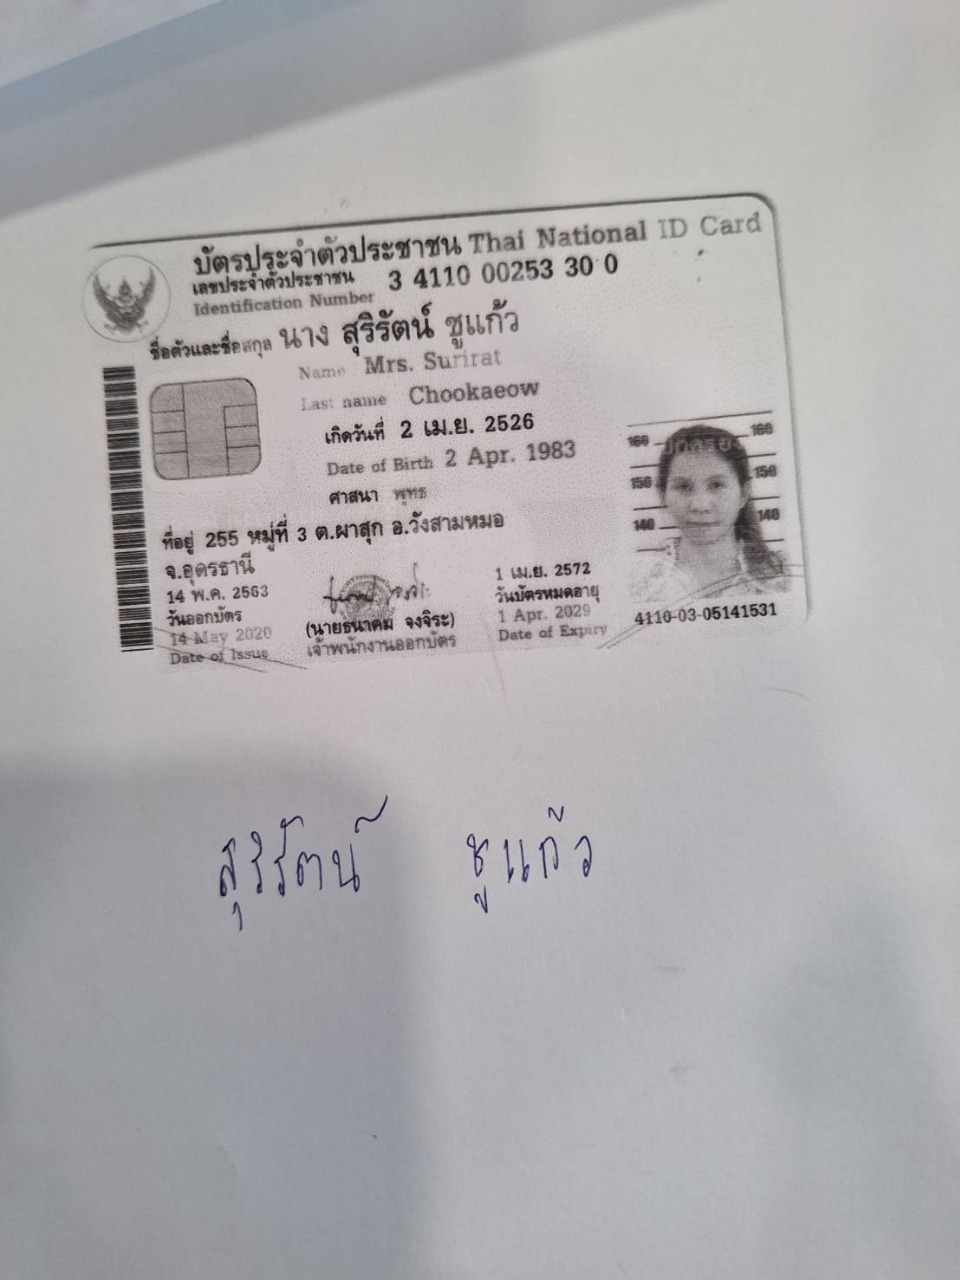 บัตรประจำตัวประชาชน Thai National ID Card
เลขประจำตัวประชาชน 3 4110 00253 30 0
Identification Number
ชื่อตัวและชื่อสกุล นาง สุริรัตน์ ชูแก้ว
Name Mrs. Surirat
Last name Chookaeow
เกิดวันที่ 2 เม.ย. 2526
Date of Birth 2 Apr. 1983
ศาสนา พุทธ
ที่อยู่ 255 หมู่ที่ 3 ต.ผาสุก อ.วังสามหมอ
จ.อุดรธานี
14 พ.ค. 2563
วันออกบัตร
14 May 2020
Date of Issue
(นายธนาคม จงจิระ)
เจ้าพนักงานออกบัตร
1 เม.ย. 2572
วันบัตรหมดอายุ
1 Apr. 2029
Date of Expiry
160 160
150 150
140 140
4110-03-05141531
สุริรัตน์ ชูแก้ว